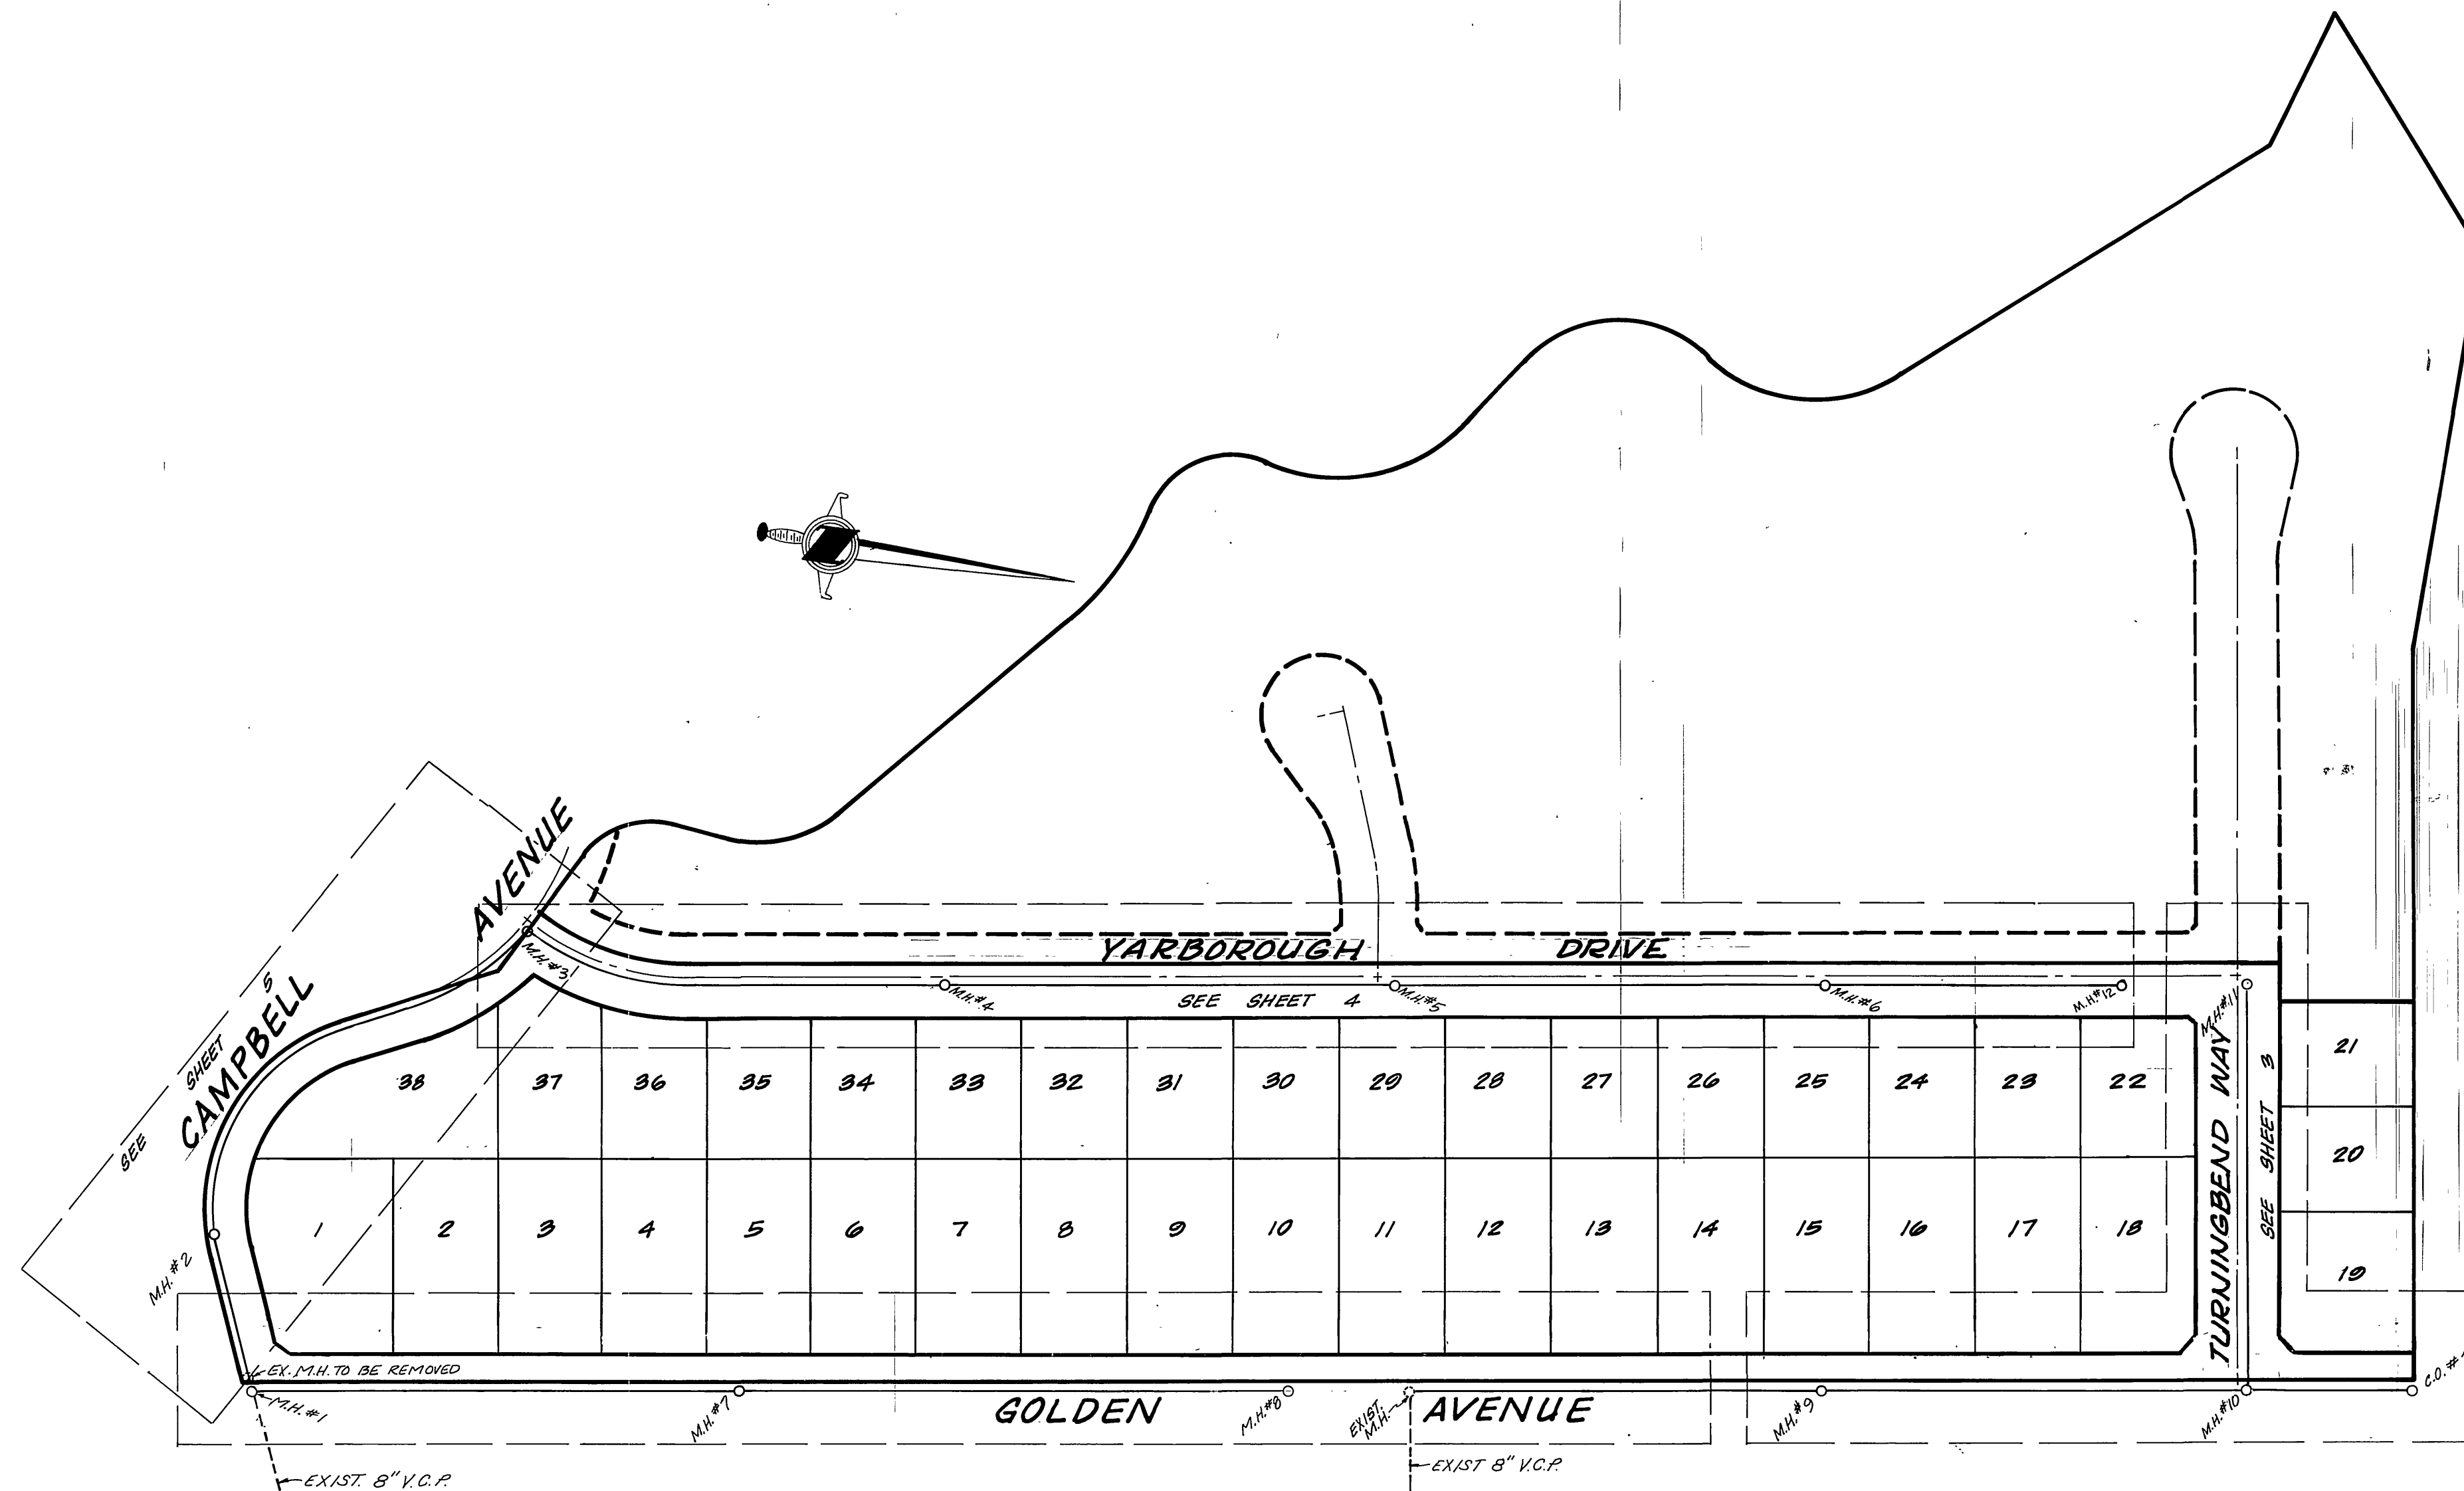 AVENUE
M.H. #3
CAMPBELL
SEE SHEET 5
YARBOROUGH DRIVE
M.H. #4
SEE SHEET 4
M.H. #5
M.H. #6
M.H. #12
M.H. #11
38 37 36 35 34 33 32 31 30 29 28 27 26 25 24 23 22
21
20
19
1 2 3 4 5 6 7 8 9 10 11 12 13 14 15 16 17 18
TURNINGBEND WAY
SEE SHEET 3
M.H. #2
EX. M.H. TO BE REMOVED
M.H. #1
M.H. #7
GOLDEN AVENUE
M.H. #8
EXIST. M.H.
M.H. #9
M.H. #10
C.O. #
EXIST. 8" V.C.P.
EXIST 8" V.C.P.